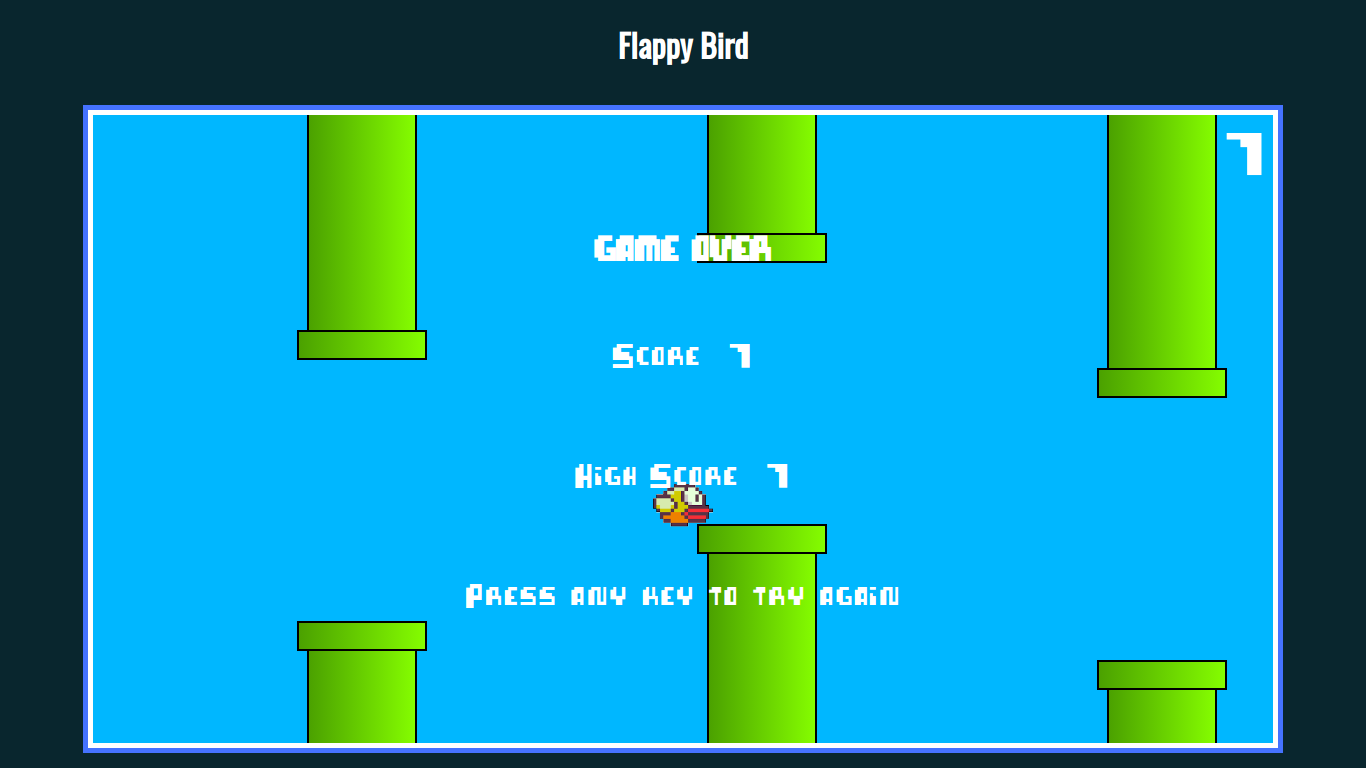 Flappy Bird
7
GAME OVER
Score 7
High Score 7
Press any key to try again